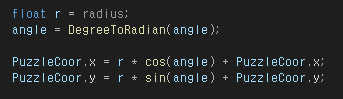 float r = radius;
angle = DegreeToRadian(angle);
PuzzleCoor.x = r * cos(angle) + PuzzleCoor.x;
PuzzleCoor.y = r * sin(angle) + PuzzleCoor.y;